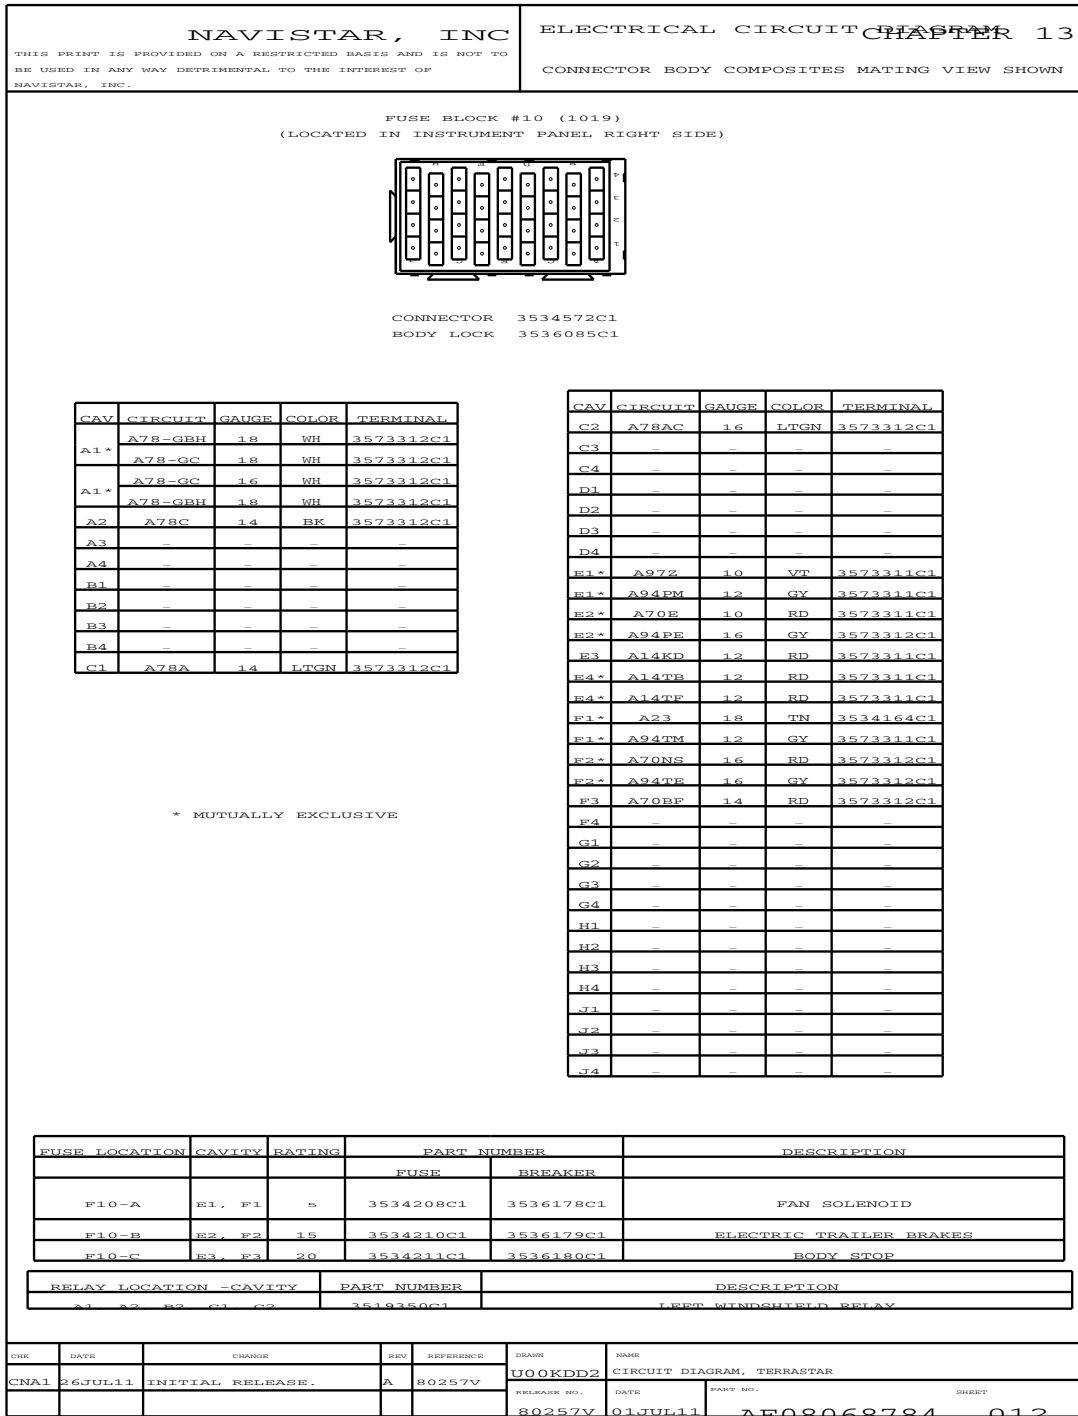 NAVISTAR, INC
THIS PRINT IS PROVIDED ON A RESTRICTED BASIS AND IS NOT TO
BE USED IN ANY WAY DETRIMENTAL TO THE INTEREST OF
NAVISTAR, INC.
ELECTRICAL CIRCUIT DIAGRAM
CHAPTER 13
CONNECTOR BODY COMPOSITES MATING VIEW SHOWN
FUSE BLOCK #10 (1019)
(LOCATED IN INSTRUMENT PANEL RIGHT SIDE)
CONNECTOR 3534572C1
BODY LOCK 3536085C1
CAV CIRCUIT GAUGE COLOR TERMINAL
A1* A78-GBH 18 WH 3573312C1
A78-GC 18 WH 3573312C1
A1* A78-GC 16 WH 3573312C1
A78-GBH 18 WH 3573312C1
A2 A78C 14 BK 3573312C1
A3 – – – –
A4 – – – –
B1 – – – –
B2 – – – –
B3 – – – –
B4 – – – –
C1 A78A 14 LTGN 3573312C1
* MUTUALLY EXCLUSIVE
CAV CIRCUIT GAUGE COLOR TERMINAL
C2 A78AC 16 LTGN 3573312C1
C3 – – – –
C4 – – – –
D1 – – – –
D2 – – – –
D3 – – – –
D4 – – – –
E1* A97Z 10 VT 3573311C1
E1* A94PM 12 GY 3573311C1
E2* A70E 10 RD 3573311C1
E2* A94PE 16 GY 3573312C1
E3 A14KD 12 RD 3573311C1
E4* A14TB 12 RD 3573311C1
E4* A14TF 12 RD 3573311C1
F1* A23 18 TN 3534164C1
F1* A94TM 12 GY 3573311C1
F2* A70NS 16 RD 3573312C1
F2* A94TE 16 GY 3573312C1
F3 A70BF 14 RD 3573312C1
F4 – – – –
G1 – – – –
G2 – – – –
G3 – – – –
G4 – – – –
H1 – – – –
H2 – – – –
H3 – – – –
H4 – – – –
J1 – – – –
J2 – – – –
J3 – – – –
J4 – – – –
FUSE LOCATION CAVITY RATING PART NUMBER DESCRIPTION
FUSE BREAKER
F10-A E1, F1 5 3534208C1 3536178C1 FAN SOLENOID
F10-B E2, F2 15 3534210C1 3536179C1 ELECTRIC TRAILER BRAKES
F10-C E3, F3 20 3534211C1 3536180C1 BODY STOP
RELAY LOCATION -CAVITY PART NUMBER DESCRIPTION
A1, A2, B2, C1, C2 3519350C1 LEFT WINDSHIELD RELAY
CHK DATE CHANGE REV REFERENCE DRAWN NAME
CNA1 26JUL11 INITIAL RELEASE. A 80257V U00KDD2 CIRCUIT DIAGRAM, TERRASTAR
RELEASE NO. DATE PART NO. SHEET
80257V 01JUL11 AE08068784 012